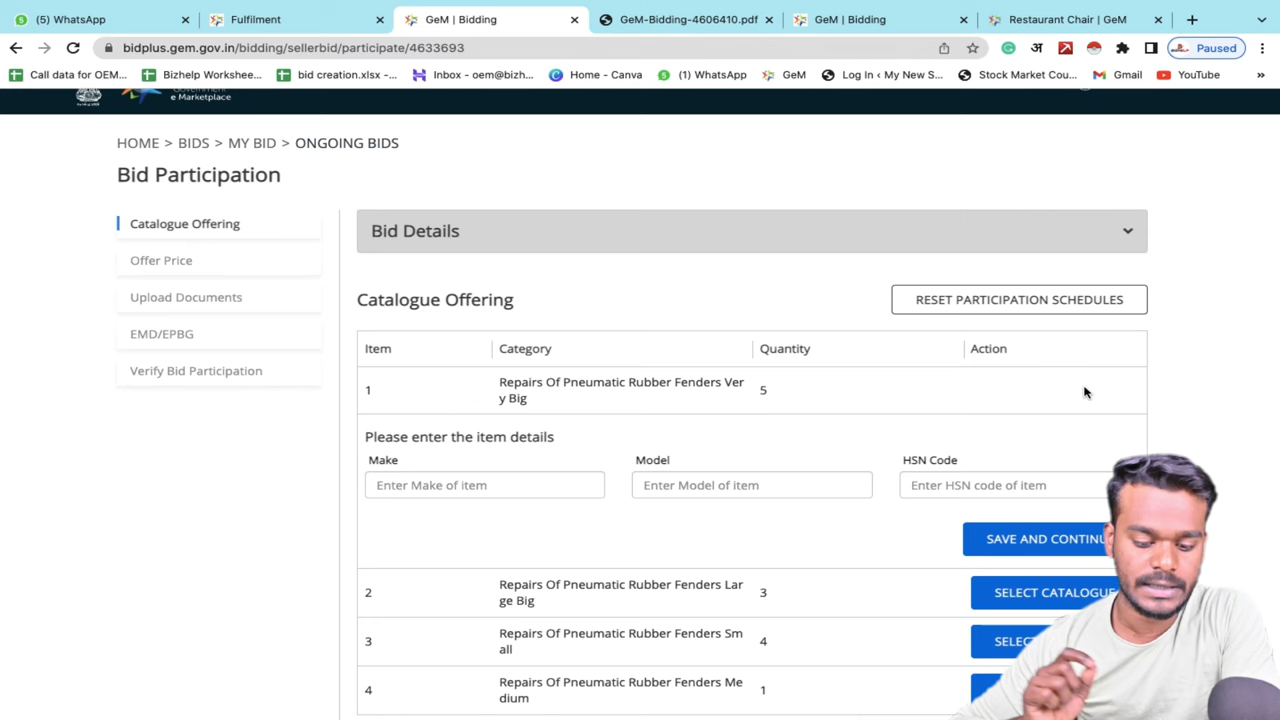 (5) WhatsApp
Fulfilment
GeM | Bidding
GeM-Bidding-4606410.pdf
GeM | Bidding
Restaurant Chair | GeM
bidplus.gem.gov.in/bidding/sellerbid/participate/4633693
अ
Paused
Call data for OEM...
Bizhelp Workshee...
bid creation.xlsx -...
Inbox - oem@bizh...
Home - Canva
(1) WhatsApp
GeM
Log In ‹ My New S...
Stock Market Cou...
Gmail
YouTube
e Marketplace
HOME > BIDS > MY BID > ONGOING BIDS
Bid Participation
Catalogue Offering
Offer Price
Upload Documents
EMD/EPBG
Verify Bid Participation
Bid Details
Catalogue Offering
RESET PARTICIPATION SCHEDULES
Item Category Quantity Action
1 Repairs Of Pneumatic Rubber Fenders Ver 5
y Big
Please enter the item details
Make Model HSN Code
Enter Make of item Enter Model of item Enter HSN code of item
SAVE AND CONTINU
2 Repairs Of Pneumatic Rubber Fenders Lar 3 SELECT CATALOGUE
ge Big
3 Repairs Of Pneumatic Rubber Fenders Sm 4 SELEC
all
4 Repairs Of Pneumatic Rubber Fenders Me 1
dium